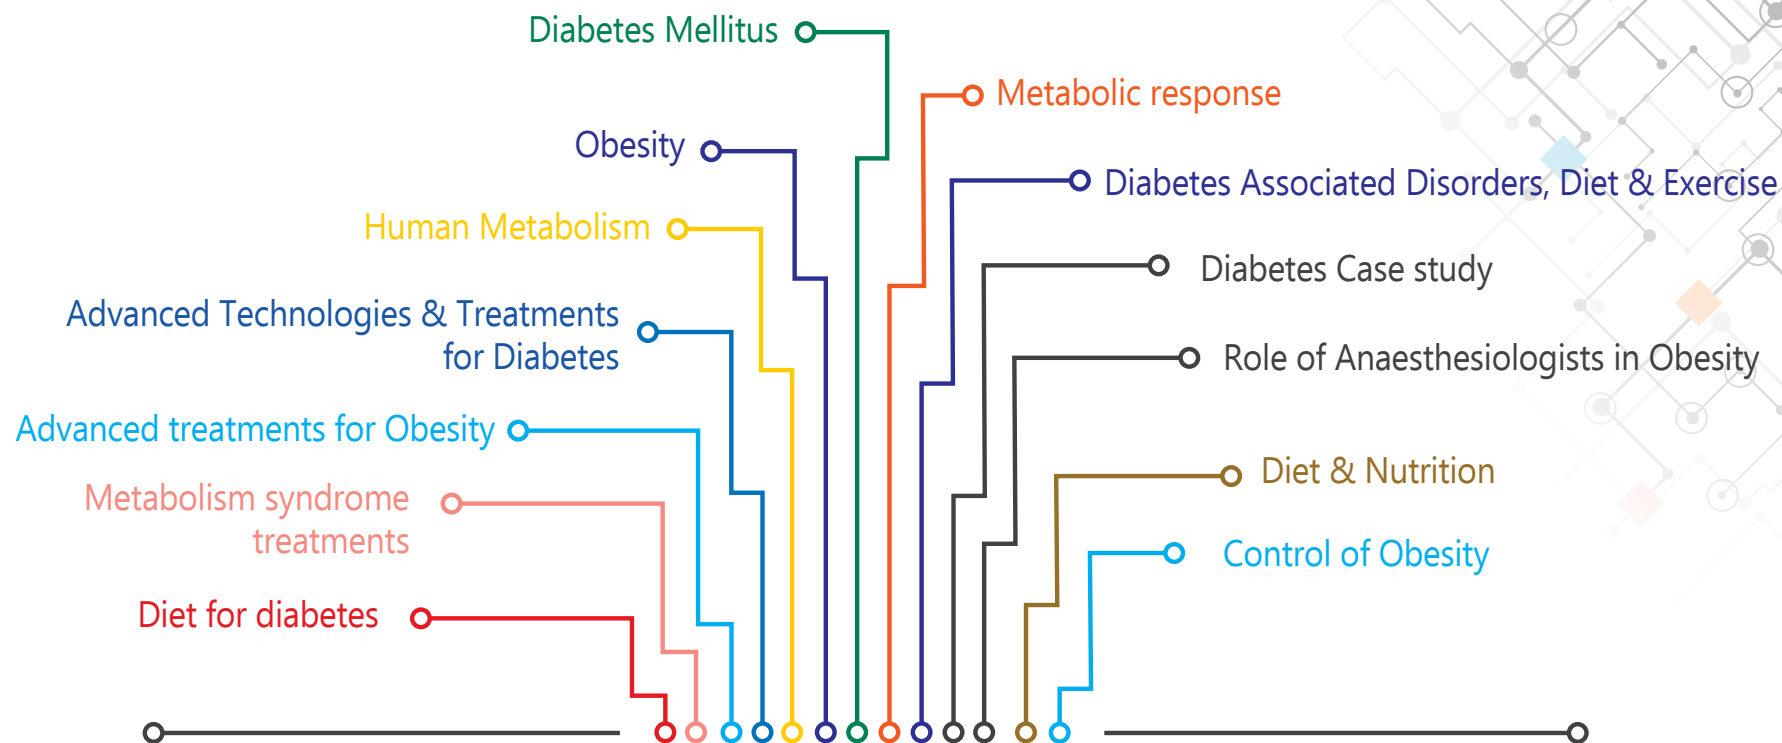 Diabetes Mellitus
Metabolic response
Obesity
Diabetes Associated Disorders, Diet & Exercise
Human Metabolism
Diabetes Case study
Advanced Technologies & Treatments
for Diabetes
Role of Anaesthesiologists in Obesity
Advanced treatments for Obesity
Diet & Nutrition
Metabolism syndrome
treatments
Control of Obesity
Diet for diabetes